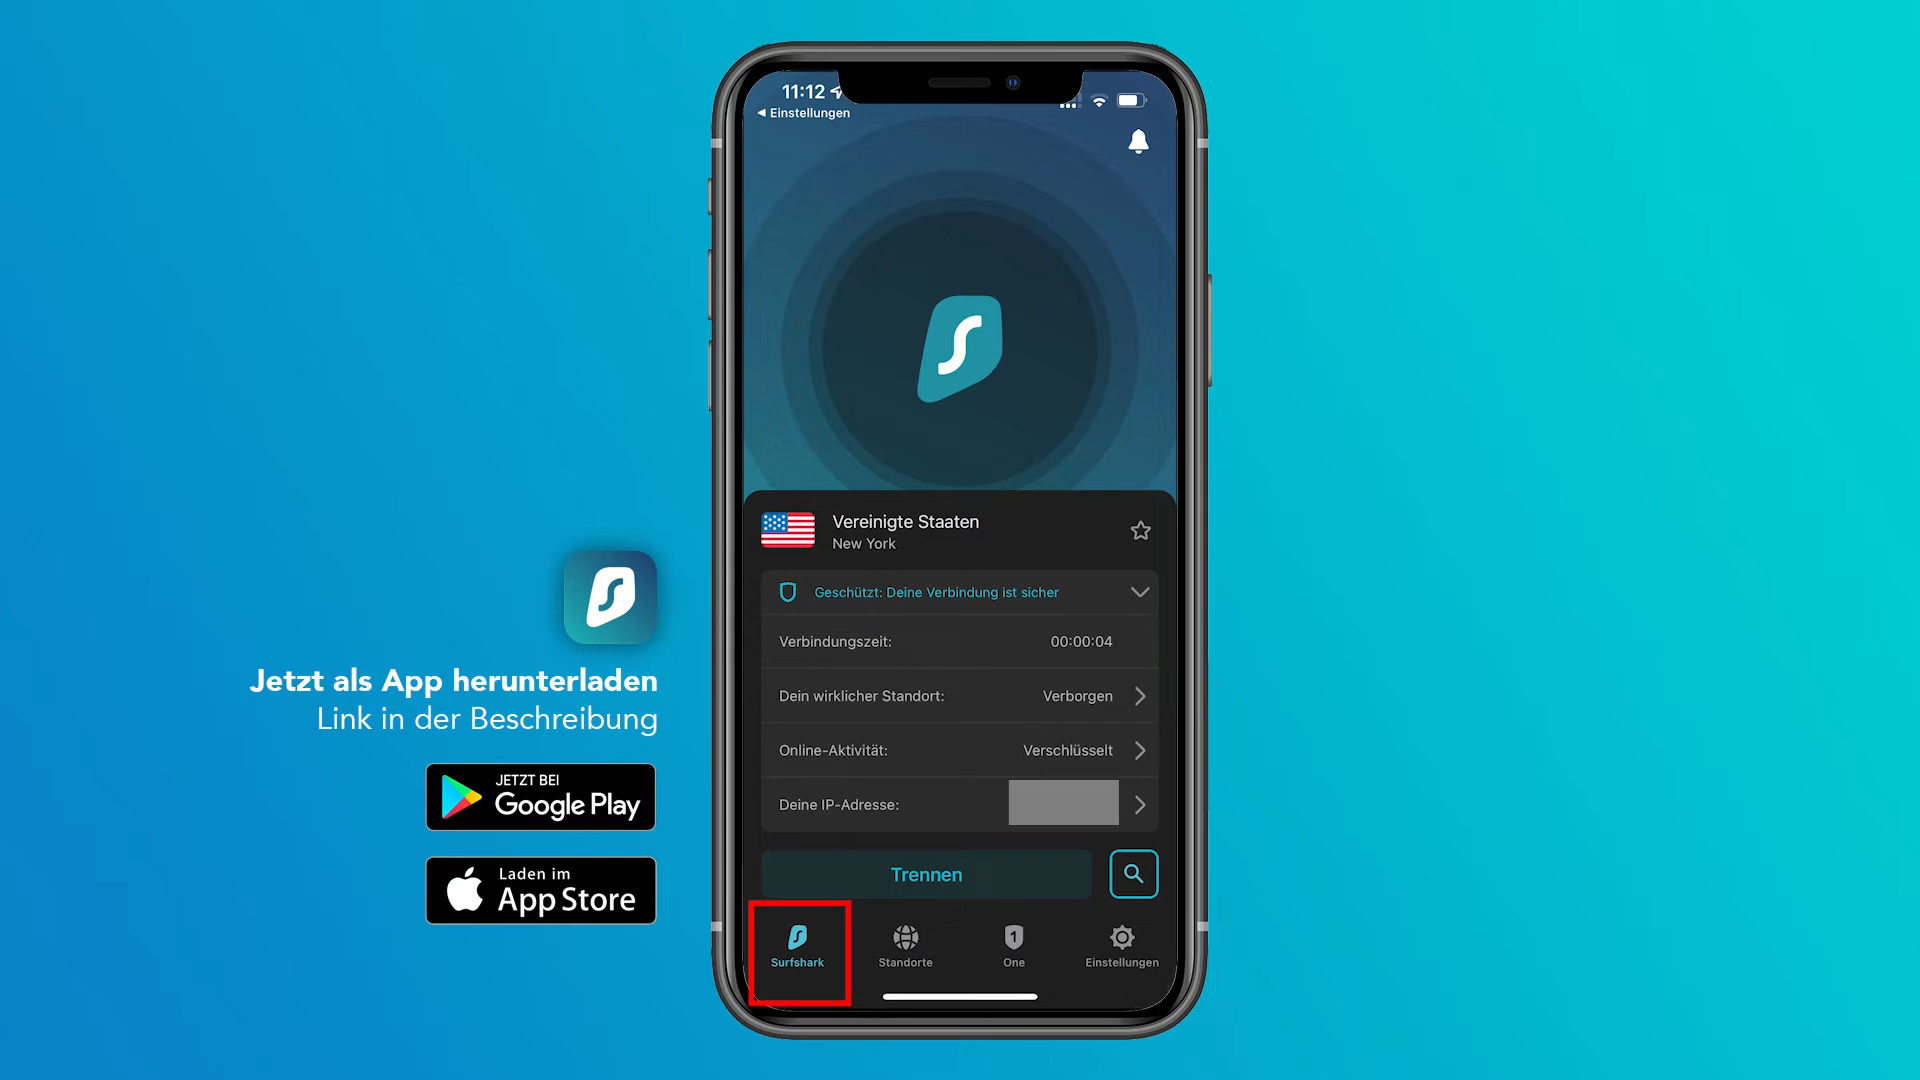 11:12
Einstellungen
Vereinigte Staaten
New York
Geschützt: Deine Verbindung ist sicher
Verbindungszeit: 00:00:04
Dein wirklicher Standort: Verborgen
Online-Aktivität: Verschlüsselt
Deine IP-Adresse:
Trennen
Surfshark Standorte One Einstellungen
Jetzt als App herunterladen
Link in der Beschreibung
JETZT BEI
Google Play
Laden im
App Store